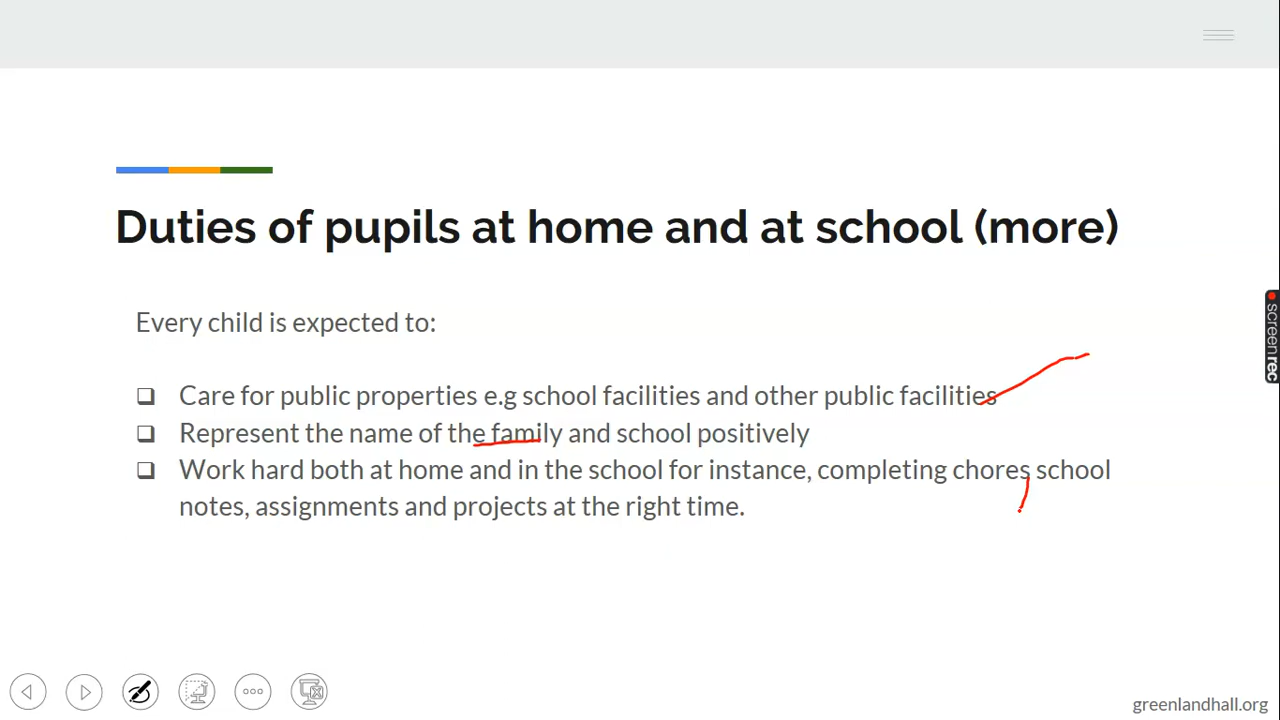 Duties of pupils at home and at school (more)
Every child is expected to:
❑ Care for public properties e.g school facilities and other public facilities
❑ Represent the name of the family and school positively
❑ Work hard both at home and in the school for instance, completing chores school
notes, assignments and projects at the right time.
screenrec
greenlandhall.org